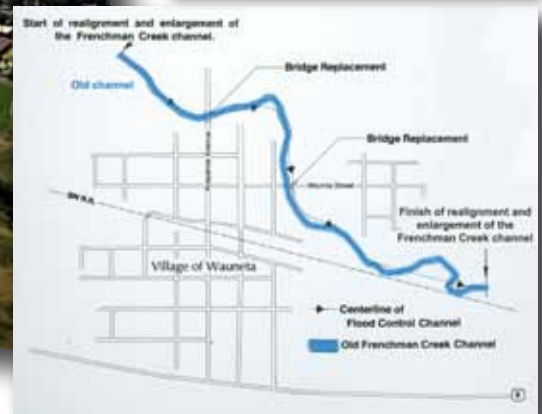 Start of realignment and enlargement of
the Frenchman Creek channel.
Old channel
Bridge Replacement
Bridge Replacement
BN R.R.
Finish of realignment and
enlargement of the
Frenchman Creek channel
Village of Wauneta
Centerline of
Flood Control Channel
Old Frenchman Creek Channel